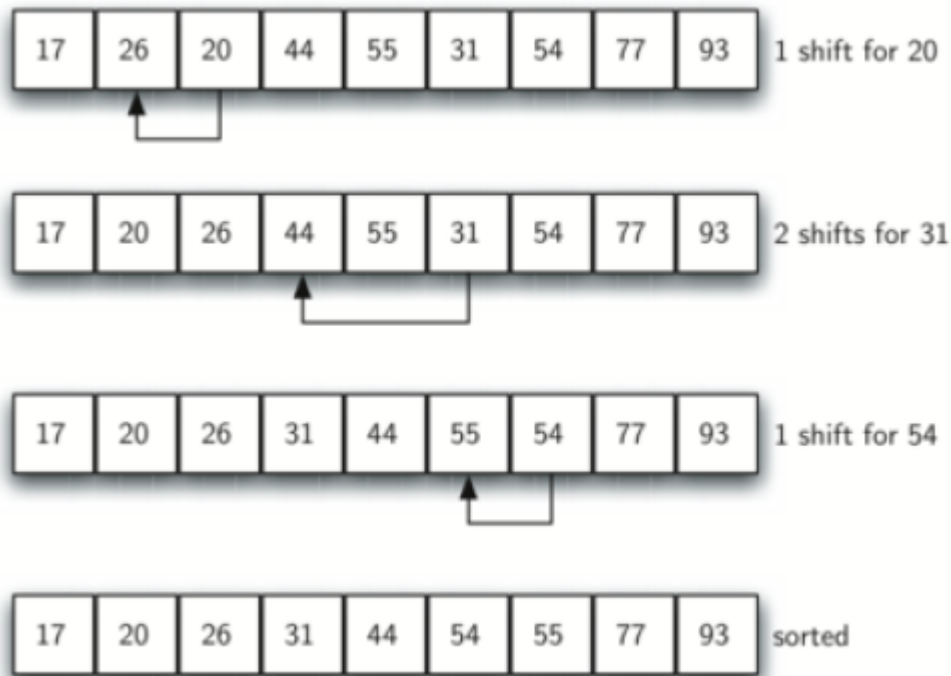 17 26 20 44 55 31 54 77 93 1 shift for 20
17 20 26 44 55 31 54 77 93 2 shifts for 31
17 20 26 31 44 55 54 77 93 1 shift for 54
17 20 26 31 44 54 55 77 93 sorted